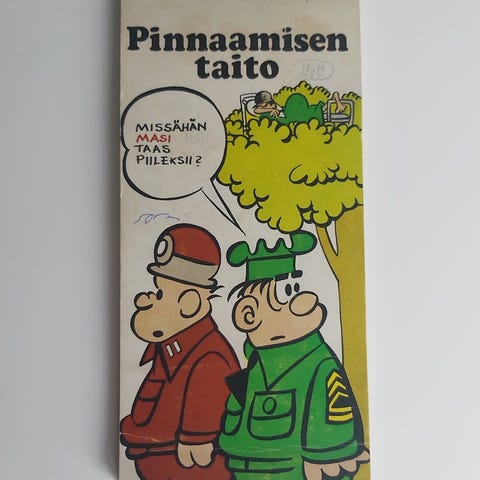 Pinnaamisen
taito
MISSÄHÄN
MASI
TAAS
PIILEKSII?